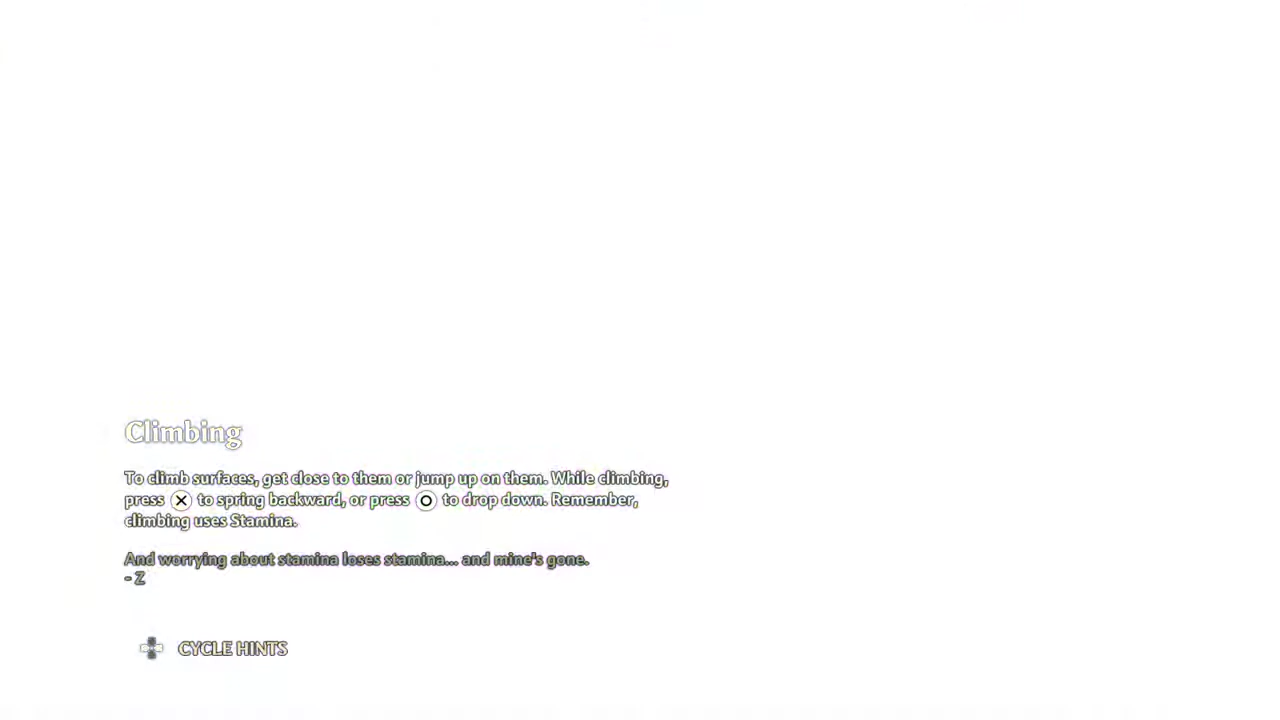 Climbing
To climb surfaces, get close to them or jump up on them. While climbing,
press ⓧ to spring backward, or press ⓞ to drop down. Remember,
climbing uses Stamina.
And worrying about stamina loses stamina... and mine's gone.
- Z
CYCLE HINTS